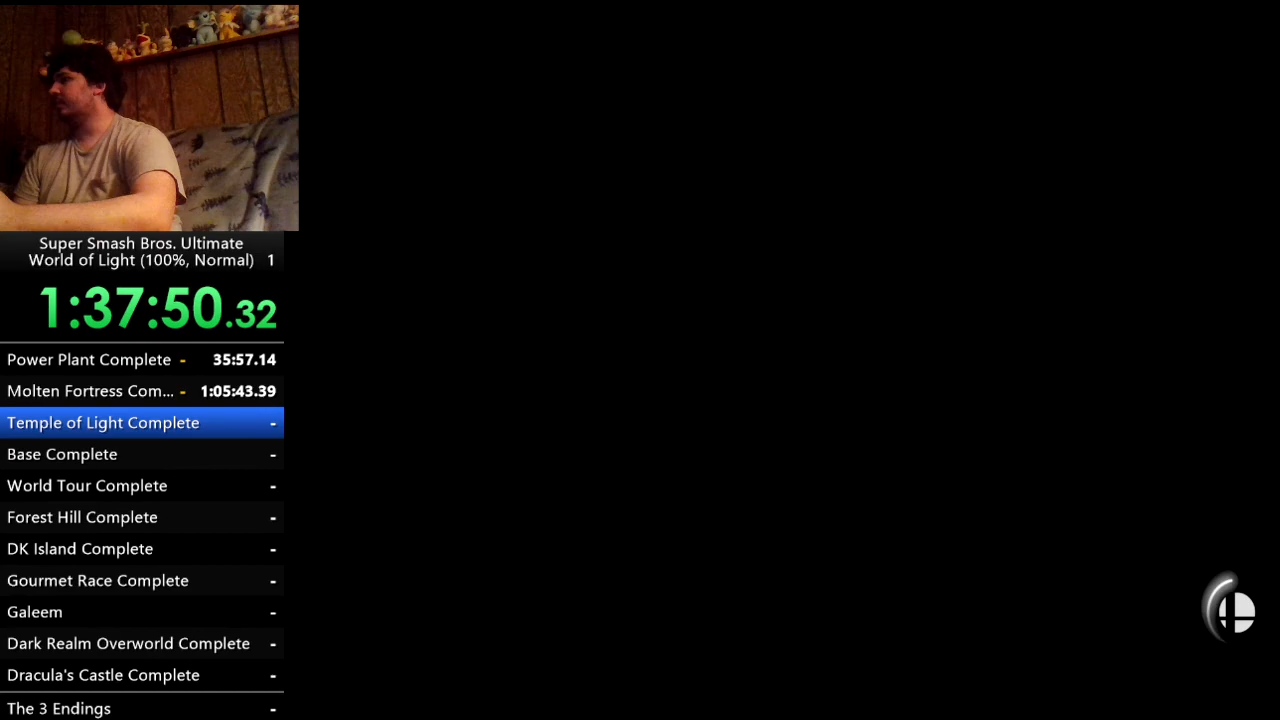 Super Smash Bros. Ultimate
World of Light (100%, Normal) 1
1:37:50.32
Power Plant Complete - 35:57.14
Molten Fortress Com... - 1:05:43.39
Temple of Light Complete -
Base Complete -
World Tour Complete -
Forest Hill Complete -
DK Island Complete -
Gourmet Race Complete -
Galeem -
Dark Realm Overworld Complete -
Dracula's Castle Complete -
The 3 Endings -